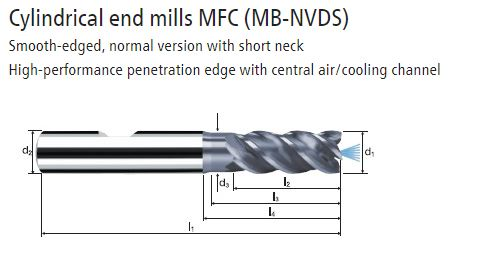 Cylindrical end mills MFC (MB-NVDS)
Smooth-edged, normal version with short neck
High-performance penetration edge with central air/cooling channel
d2
d1
d3
l2
l3
l4
l1